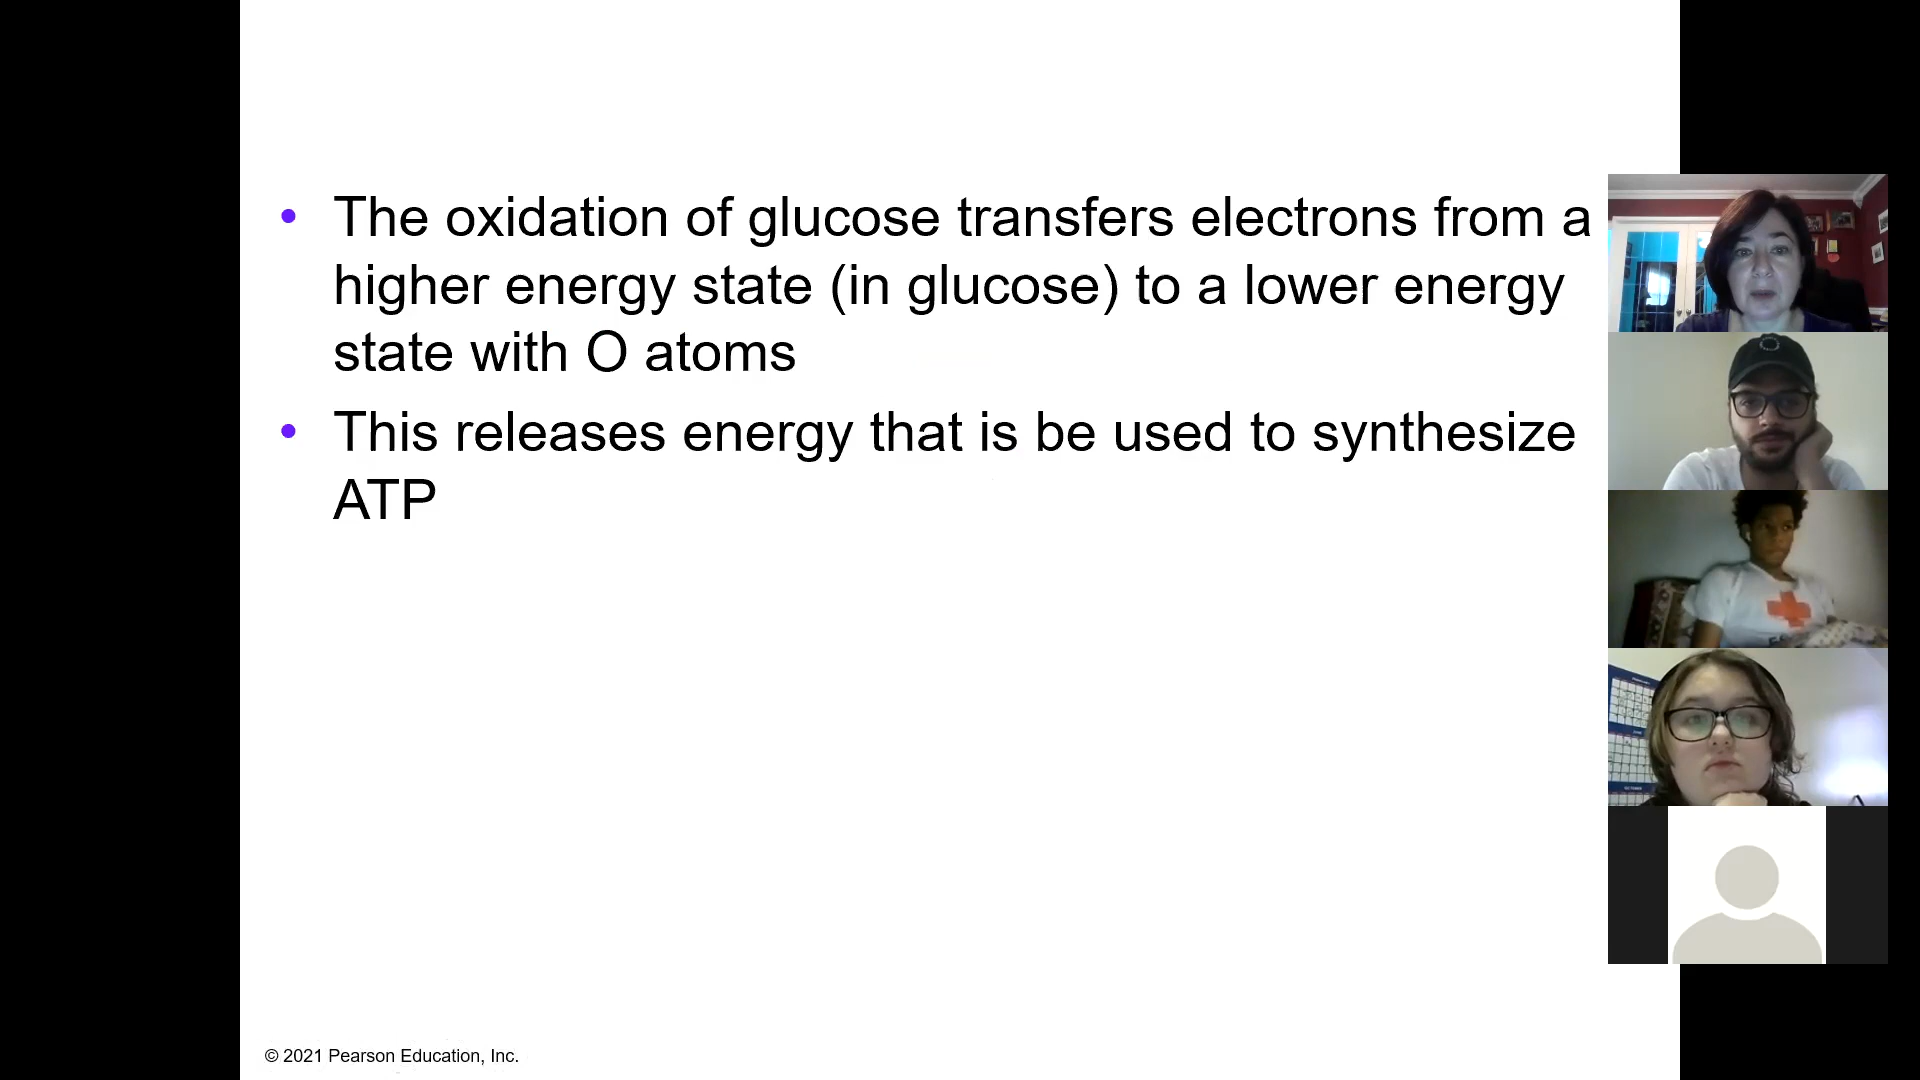 • The oxidation of glucose transfers electrons from a
higher energy state (in glucose) to a lower energy
state with O atoms
• This releases energy that is be used to synthesize
ATP
© 2021 Pearson Education, Inc.